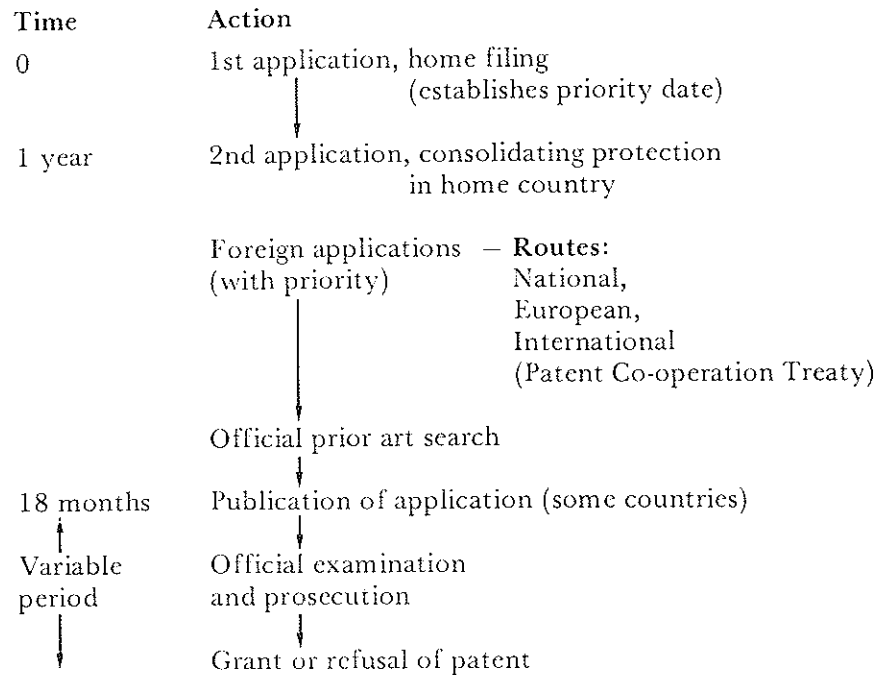 Time Action
0 1st application, home filing
(establishes priority date)
1 year 2nd application, consolidating protection
in home country
Foreign applications — Routes:
(with priority) National,
European,
International
(Patent Co-operation Treaty)
Official prior art search
18 months Publication of application (some countries)
Variable Official examination
period and prosecution
Grant or refusal of patent